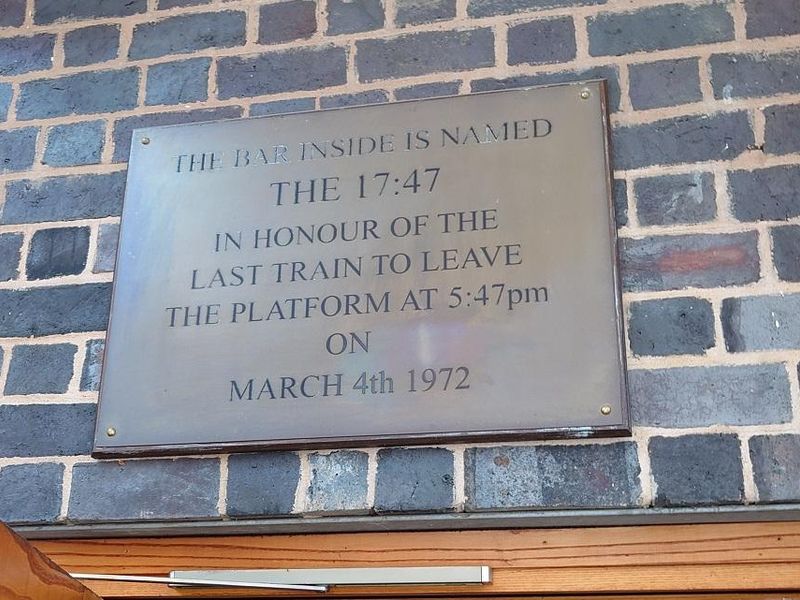 THE BAR INSIDE IS NAMED
THE 17:47
IN HONOUR OF THE
LAST TRAIN TO LEAVE
THE PLATFORM AT 5:47pm
ON
MARCH 4th 1972